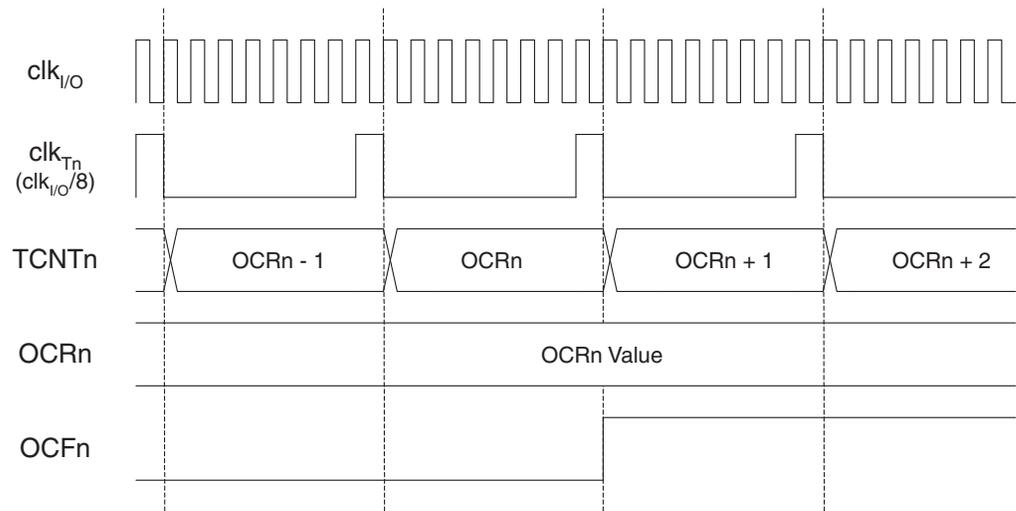 clkI/O
clkTn
(clkI/O/8)
TCNTn
OCRn - 1
OCRn
OCRn + 1
OCRn + 2
OCRn
OCRn Value
OCFn